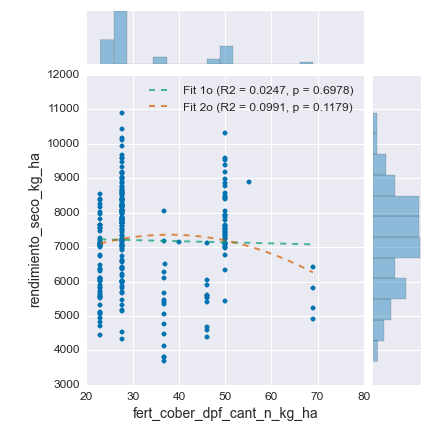 12000
11000
10000
9000
8000
7000
6000
5000
4000
3000
rendimiento_seco_kg_ha
Fit 1o (R2 = 0.0247, p = 0.6978)
Fit 2o (R2 = 0.0991, p = 0.1179)
20 30 40 50 60 70 80
fert_cober_dpf_cant_n_kg_ha